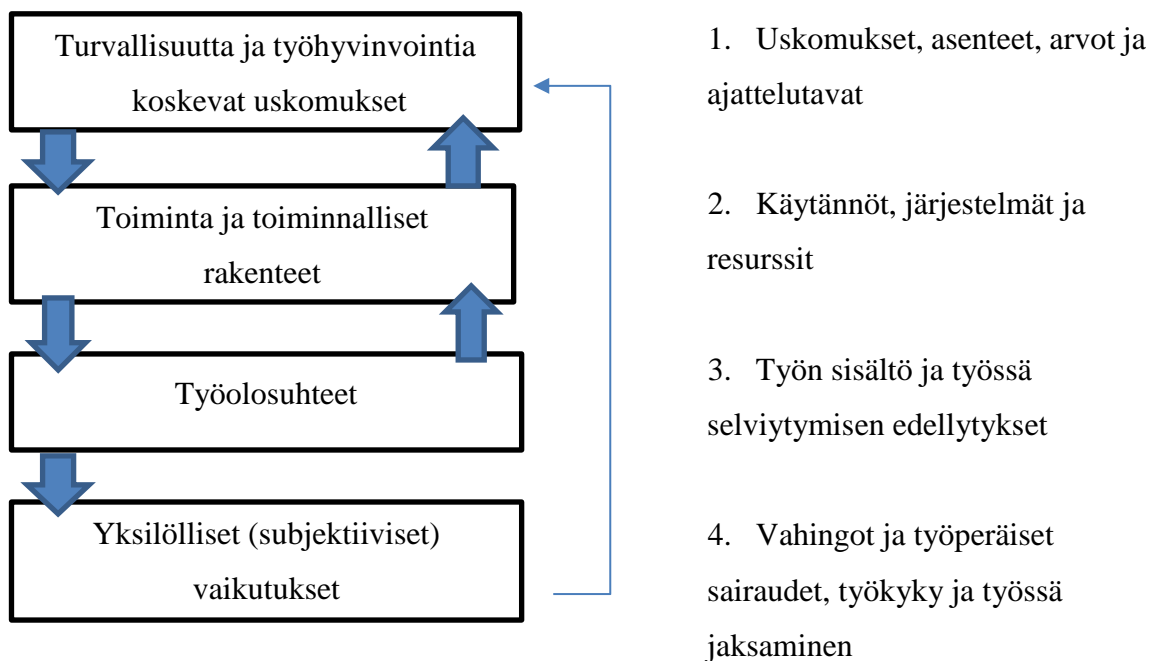 Turvallisuutta ja työhyvinvointia
koskevat uskomukset
1. Uskomukset, asenteet, arvot ja
ajattelutavat
Toiminta ja toiminnalliset
rakenteet
2. Käytännöt, järjestelmät ja
resurssit
Työolosuhteet
3. Työn sisältö ja työssä
selviytymisen edellytykset
Yksilölliset (subjektiiviset)
vaikutukset
4. Vahingot ja työperäiset
sairaudet, työkyky ja työssä
jaksaminen